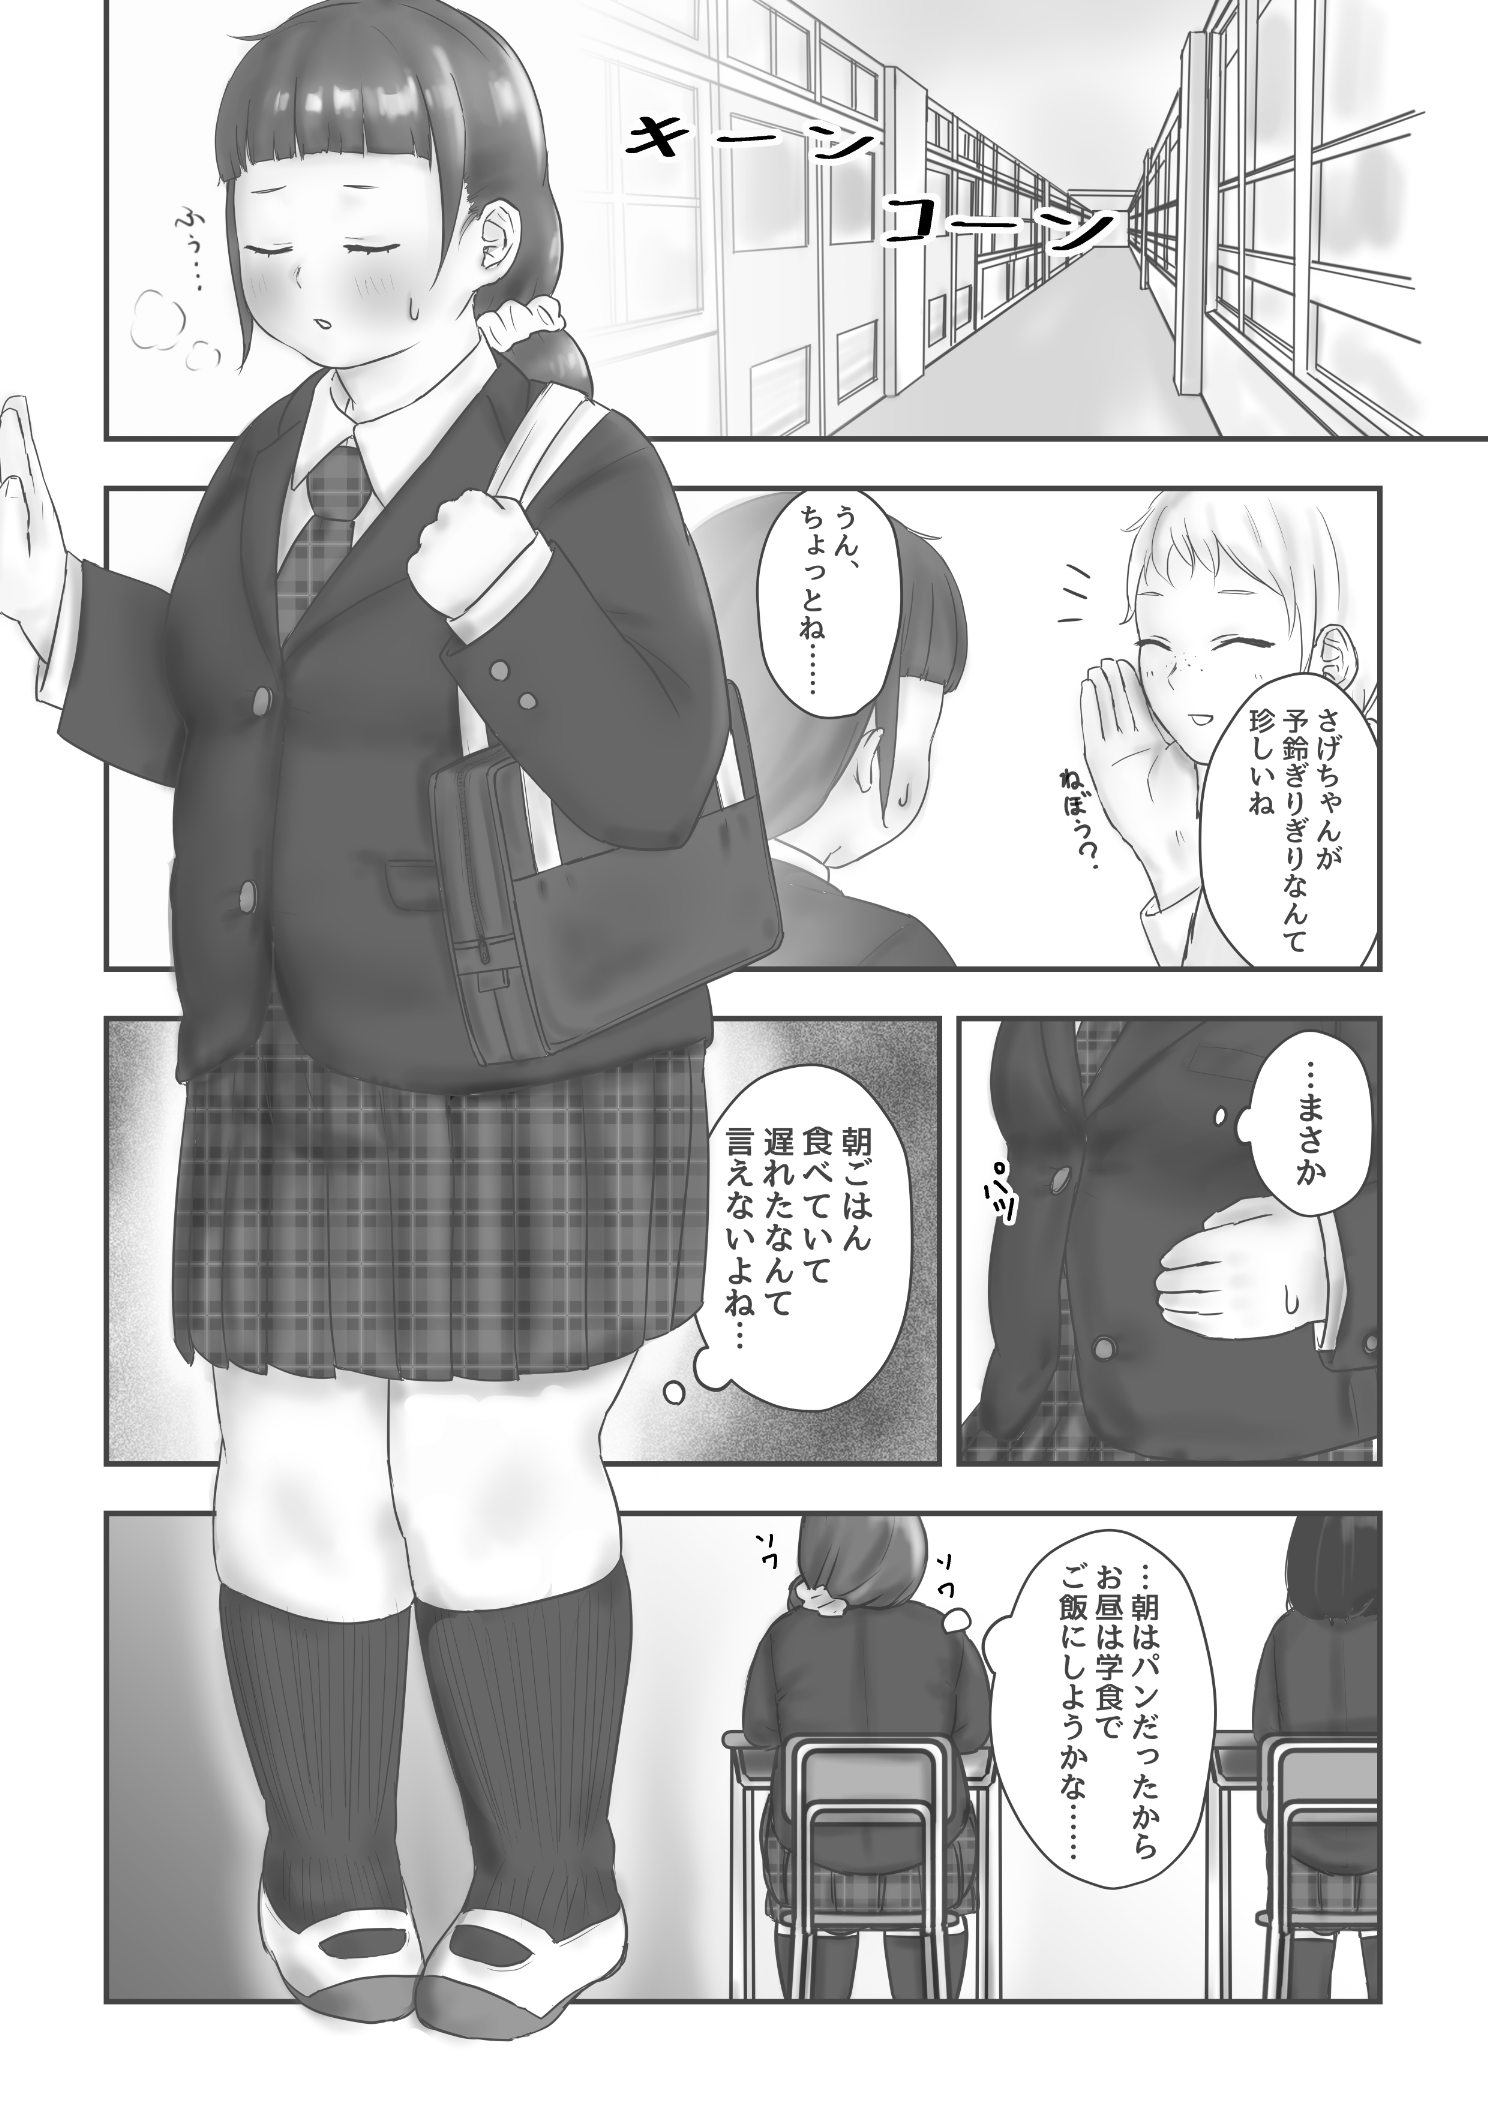 キーン
コーン
ふぅ……
さげちゃんが
予鈴ぎりぎりなんて
珍しいね
ねぼう？
うん、
ちょっとね……
…まさか
パツ
朝ごはん
食べていて
遅れたなんて
言えないよね…
…朝はパンだったから
お昼は学食で
ご飯にしようかな……
ソワ
ソワ